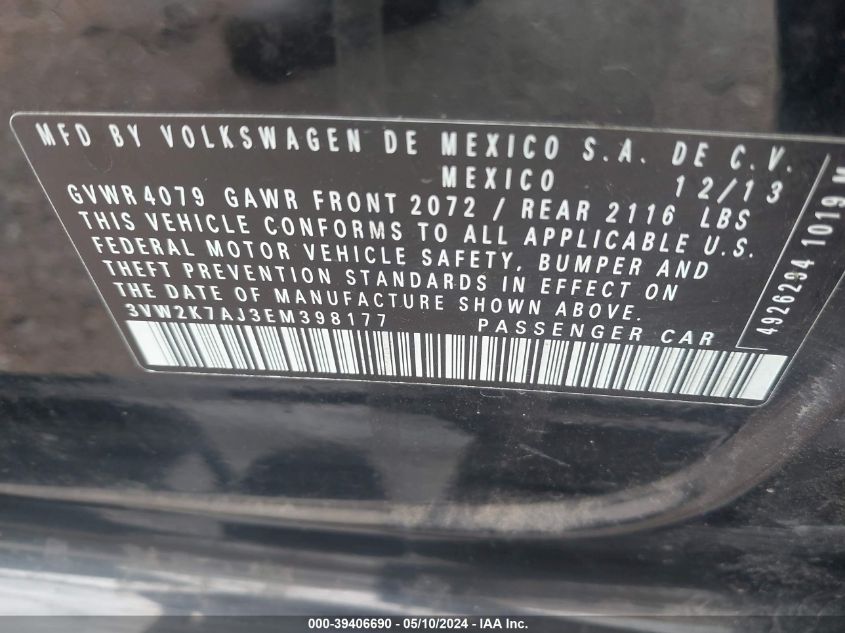 MFD BY VOLKSWAGEN DE MEXICO S.A. DE C.V.
MEXICO 12/13
GVWR 4079 GAWR FRONT 2072 / REAR 2116 LBS
THIS VEHICLE CONFORMS TO ALL APPLICABLE U.S.
FEDERAL MOTOR VEHICLE SAFETY, BUMPER AND
THEFT PREVENTION STANDARDS IN EFFECT ON
THE DATE OF MANUFACTURE SHOWN ABOVE.
3VW2K7AJ3EM398177 PASSENGER CAR
4926294 1019 M
000-39406690 - 05/10/2024 - IAA Inc.